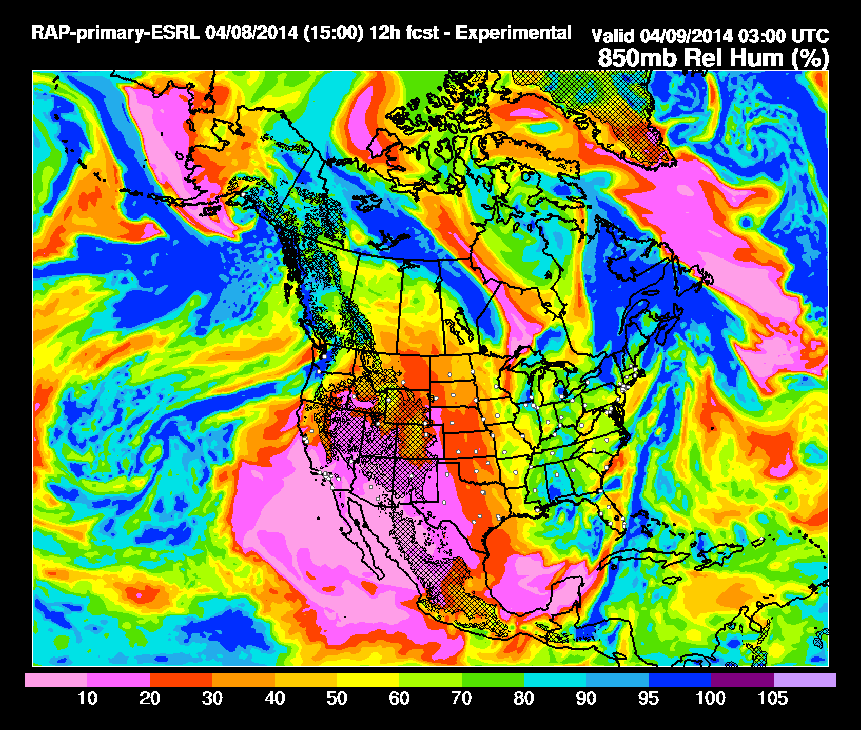 RAP-primary-ESRL 04/08/2014 (15:00) 12h fcst - Experimental
Valid 04/09/2014 03:00 UTC
850mb Rel Hum (%)
10 20 30 40 50 60 70 80 90 95 100 105